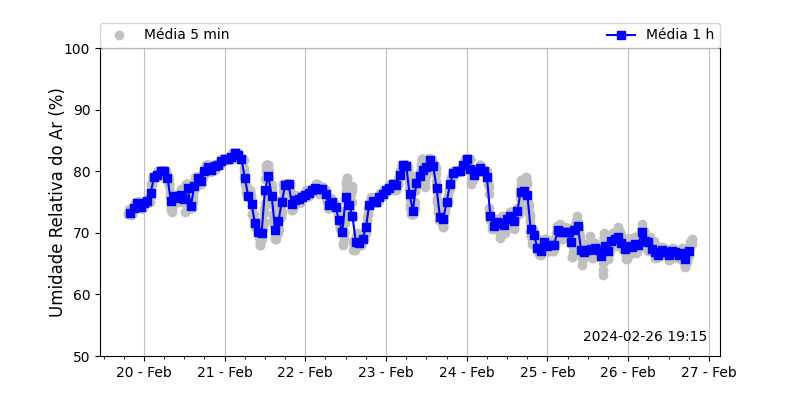 Média 5 min
Média 1 h
100
90
80
70
60
50
Umidade Relativa do Ar (%)
2024-02-26 19:15
20 - Feb
21 - Feb
22 - Feb
23 - Feb
24 - Feb
25 - Feb
26 - Feb
27 - Feb